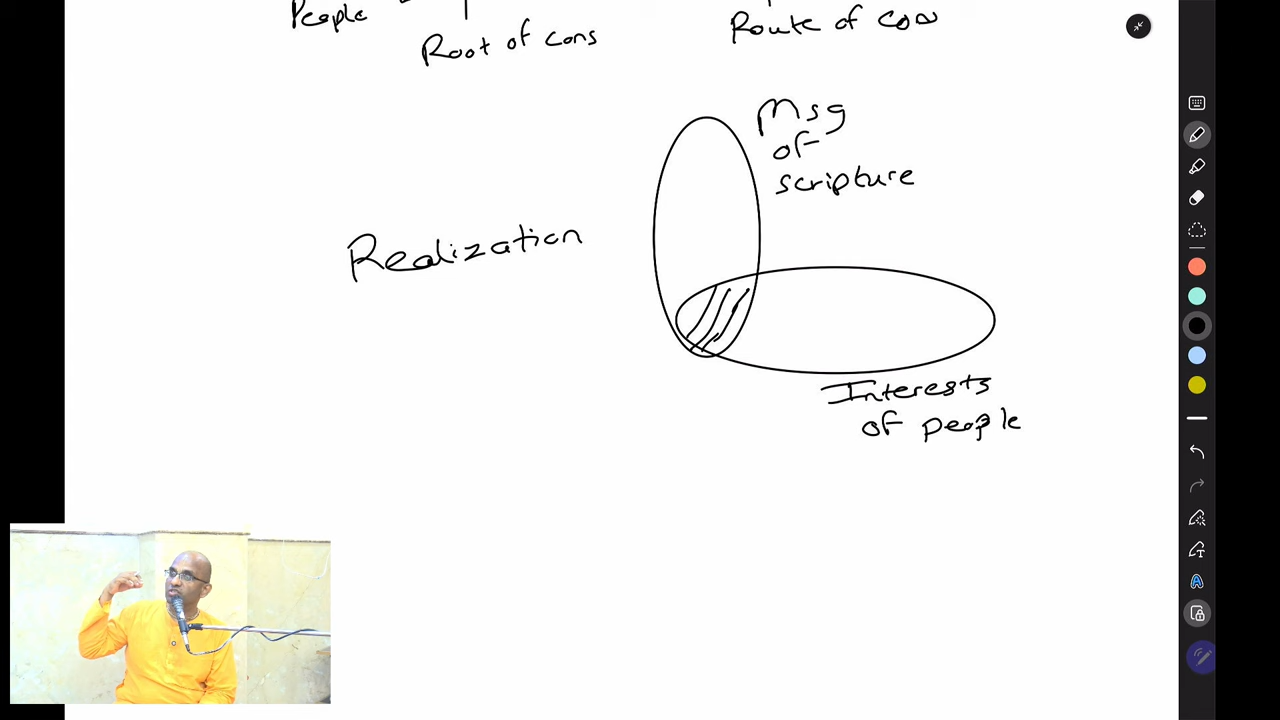 People
Root of cons
Route of con
Msg
of
scripture
Realization
Interests
of people